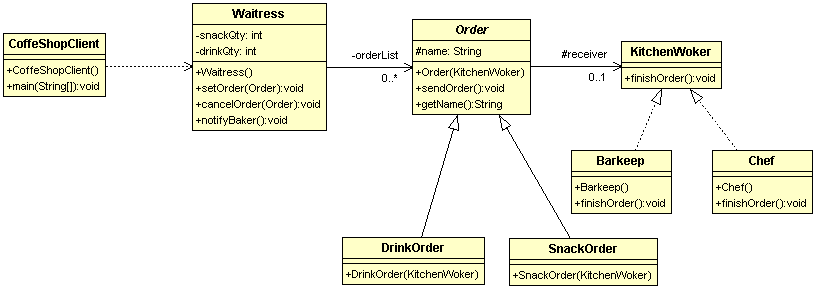 CoffeShopClient
+CoffeShopClient()
+main(String[]):void
Waitress
-snackQty: int
-drinkQty: int
+Waitress()
+setOrder(Order):void
+cancelOrder(Order):void
+notifyBaker():void
-orderList
0..*
Order
#name: String
+Order(KitchenWoker)
+sendOrder():void
+getName():String
#receiver
0..1
KitchenWoker
+finishOrder():void
Barkeep
+Barkeep()
+finishOrder():void
Chef
+Chef()
+finishOrder():void
DrinkOrder
+DrinkOrder(KitchenWoker)
SnackOrder
+SnackOrder(KitchenWoker)